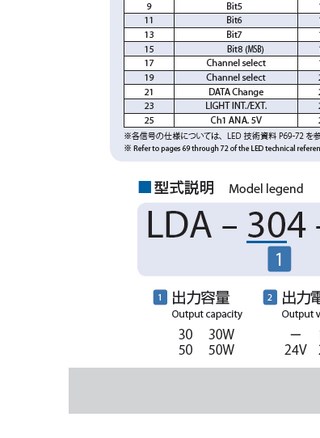 9 Bit5
11 Bit6
13 Bit7
15 Bit8 (MSB)
17 Channel select
19 Channel select
21 DATA Change
23 LIGHT INT./EXT.
25 Ch1 ANA. 5V
※各信号の仕様については、LED 技術資料 P69-72 を参
※ Refer to pages 69 through 72 of the LED technical referen
■型式説明 Model legend
LDA – 304 -
1
1 出力容量 2 出力電
Output capacity Output v
30 30W —
50 50W 24V